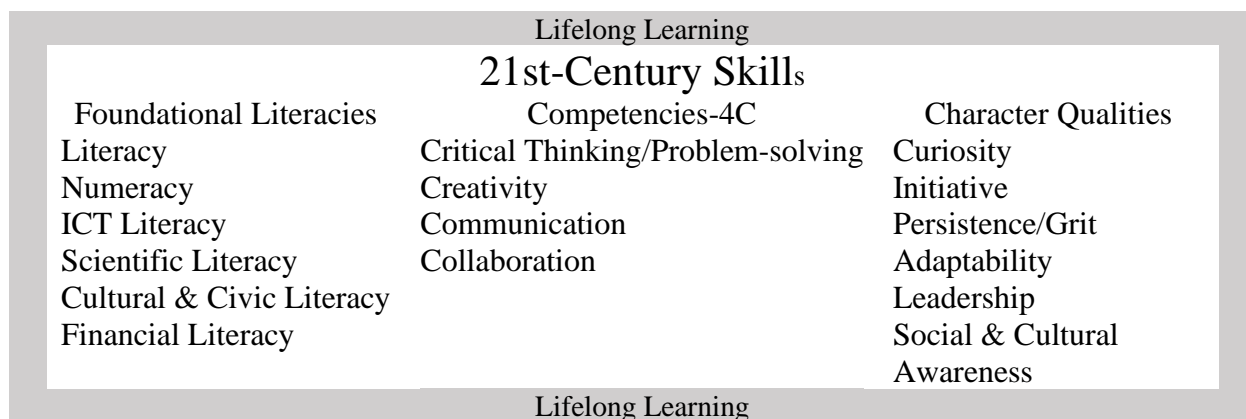 Lifelong Learning
21st-Century Skills
Foundational Literacies Competencies-4C Character Qualities
Literacy Critical Thinking/Problem-solving Curiosity
Numeracy Creativity Initiative
ICT Literacy Communication Persistence/Grit
Scientific Literacy Collaboration Adaptability
Cultural & Civic Literacy Leadership
Financial Literacy Social & Cultural
Awareness
Lifelong Learning